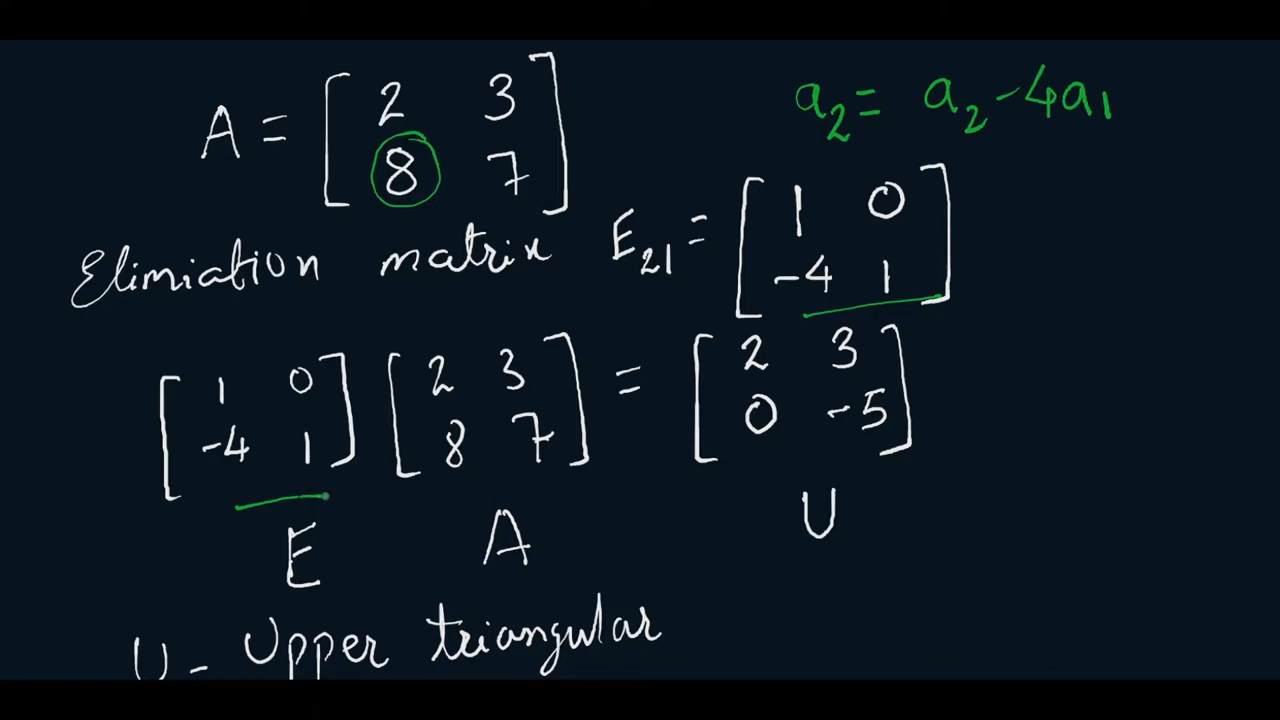 A = [ 2 3
8 7 ]
a2 = a2 - 4a1
Elimiation matrix E21 = [ 1 0
-4 1 ]
[ 1 0
-4 1 ] [ 2 3
8 7 ] = [ 2 3
0 -5 ]
E A U
U - Upper triangular